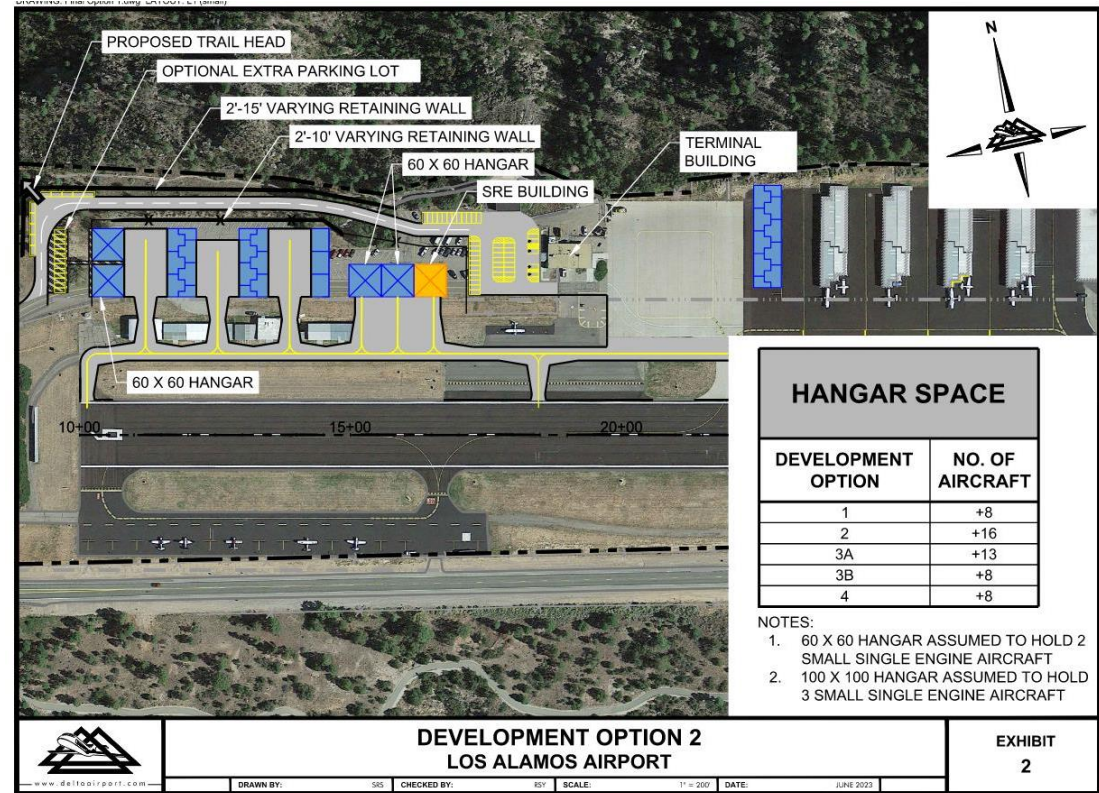 PROPOSED TRAIL HEAD
OPTIONAL EXTRA PARKING LOT
2'-15' VARYING RETAINING WALL
2'-10' VARYING RETAINING WALL
60 X 60 HANGAR
SRE BUILDING
TERMINAL
BUILDING
N
60 X 60 HANGAR
10+00
15+00
20+00
HANGAR SPACE
DEVELOPMENT OPTION NO. OF AIRCRAFT
1 +8
2 +16
3A +13
3B +8
4 +8
NOTES:
1. 60 X 60 HANGAR ASSUMED TO HOLD 2
SMALL SINGLE ENGINE AIRCRAFT
2. 100 X 100 HANGAR ASSUMED TO HOLD
3 SMALL SINGLE ENGINE AIRCRAFT
www.deltaairport.com
DEVELOPMENT OPTION 2
LOS ALAMOS AIRPORT
EXHIBIT
2
DRAWN BY: SRS CHECKED BY: RSY SCALE: 1" = 200' DATE: JUNE 2023